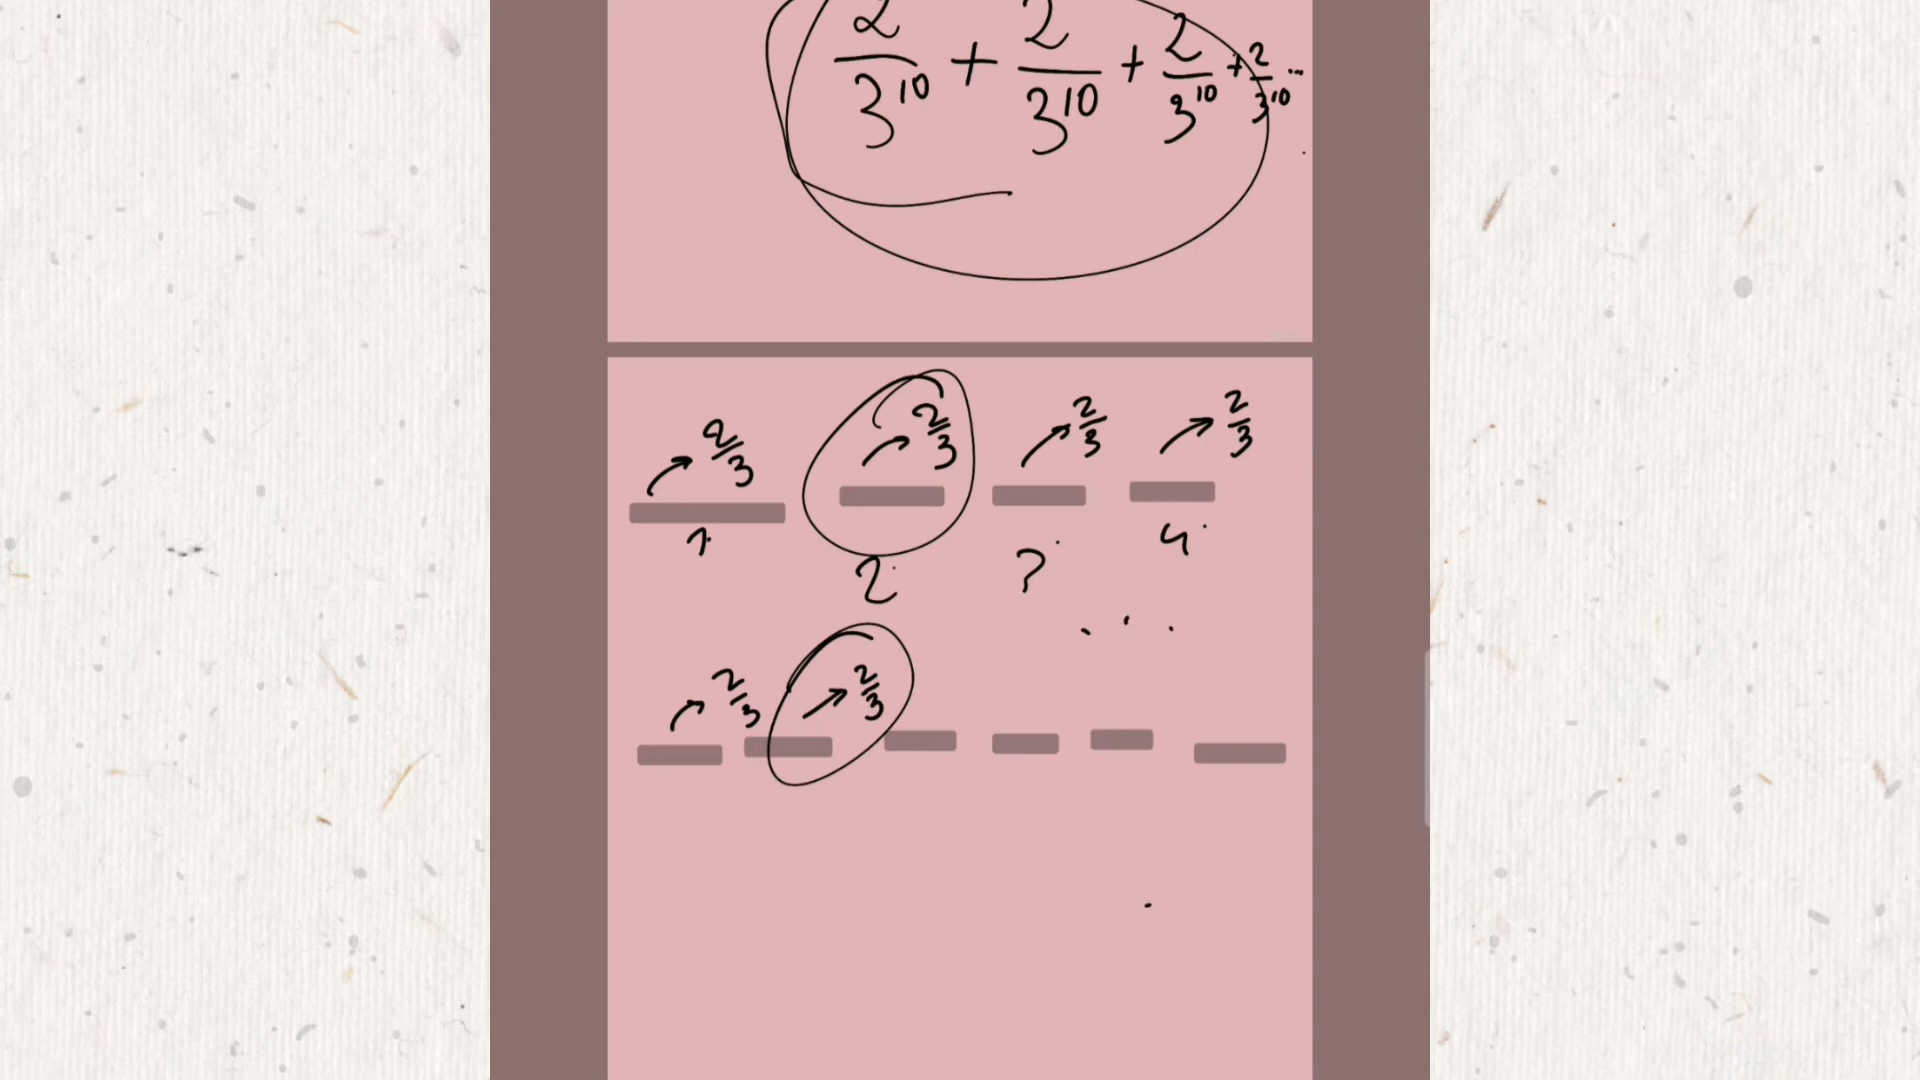 2/3^10 + 2/3^10 + 2/3^10 + 2/3^10 ...
→ 2/3 → 2/3 → 2/3 → 2/3
1. 2. ? 4.
...
→ 2/3 → 2/3